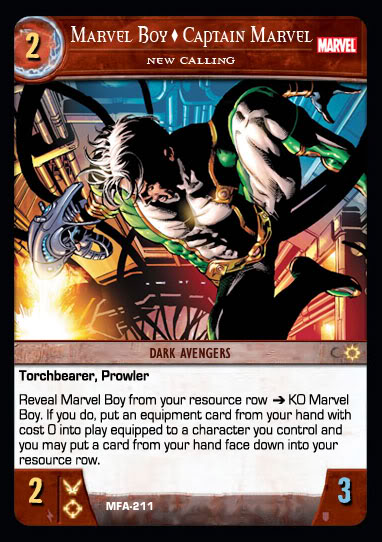 2
MARVEL BOY ♦ CAPTAIN MARVEL
MARVEL
NEW CALLING
DARK AVENGERS
C
Torchbearer, Prowler
Reveal Marvel Boy from your resource row ➔ KO Marvel
Boy. If you do, put an equipment card from your hand with
cost 0 into play equipped to a character you control and
you may put a card from your hand face down into your
resource row.
2
MFA-211
3